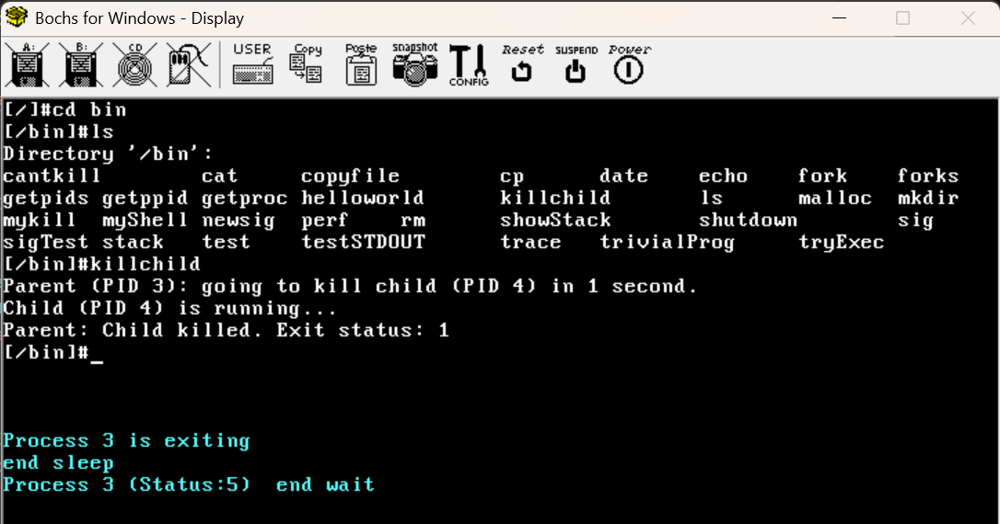 Bochs for Windows - Display
A: B: CD USER Copy Paste snapshot CONFIG Reset SUSPEND Power
[/]#cd bin
[/bin]#ls
Directory '/bin':
cantkill cat copyfile cp date echo fork forks
getpids getppid getproc helloworld killchild ls malloc mkdir
mykill myShell newsig perf rm showStack shutdown sig
sigTest stack test testSTDOUT trace trivialProg tryExec
[/bin]#killchild
Parent (PID 3): going to kill child (PID 4) in 1 second.
Child (PID 4) is running...
Parent: Child killed. Exit status: 1
[/bin]#_
Process 3 is exiting
end sleep
Process 3 (Status:5)  end wait